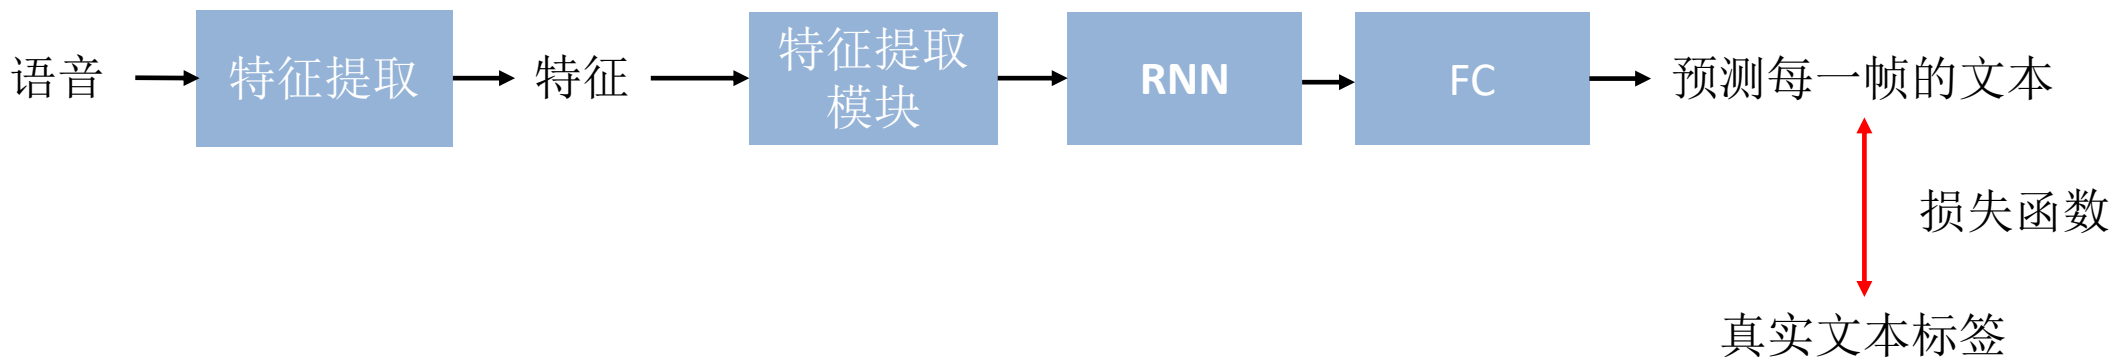 语音
特征提取
特征
特征提取
模块
RNN
FC
预测每一帧的文本
损失函数
真实文本标签